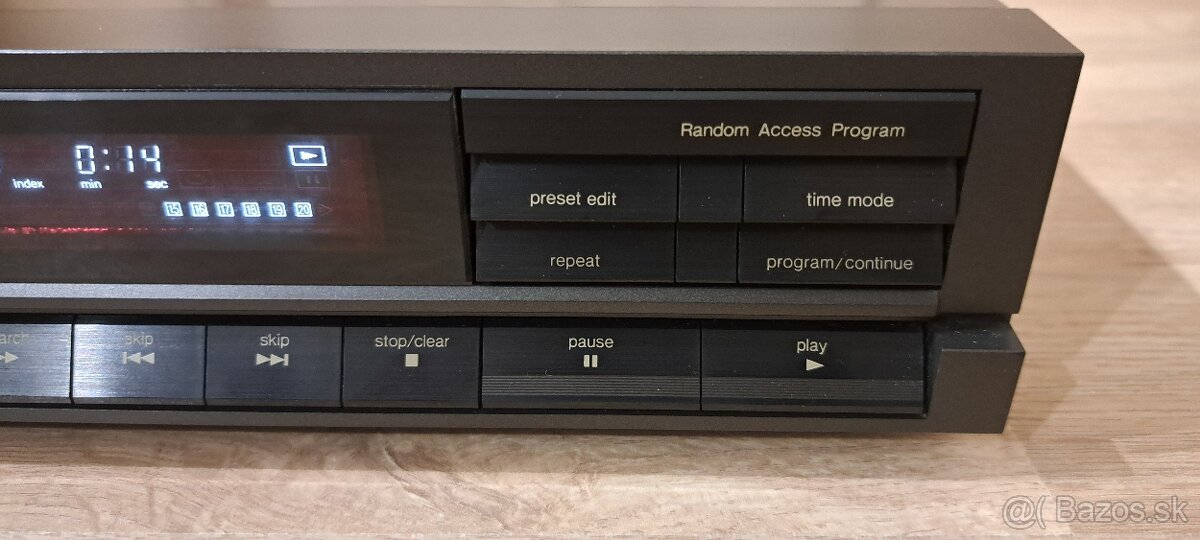 Random Access Program
0:14
index min sec
15 16 17 18 19 20
preset edit
time mode
repeat
program/continue
skip
skip
stop/clear
pause
play
@( Bazos.sk